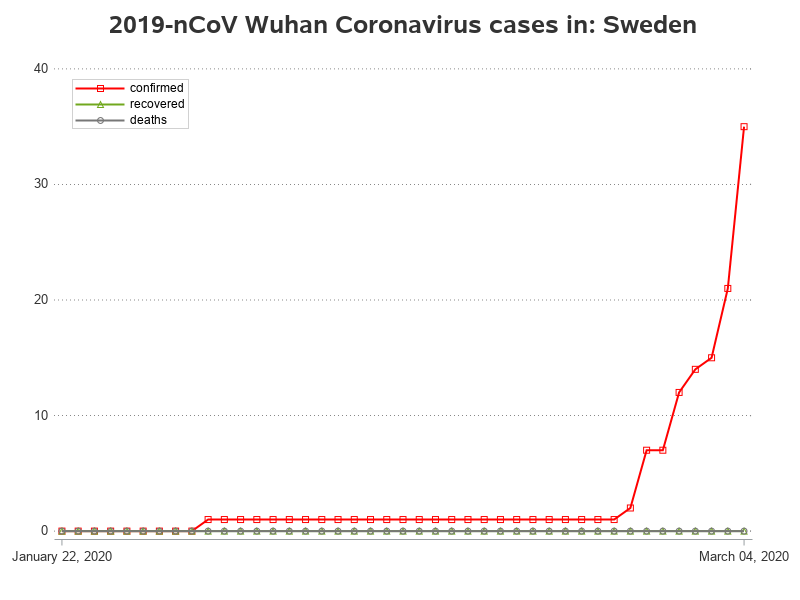 2019-nCoV Wuhan Coronavirus cases in: Sweden
40
confirmed
recovered
deaths
30
20
10
0
January 22, 2020
March 04, 2020